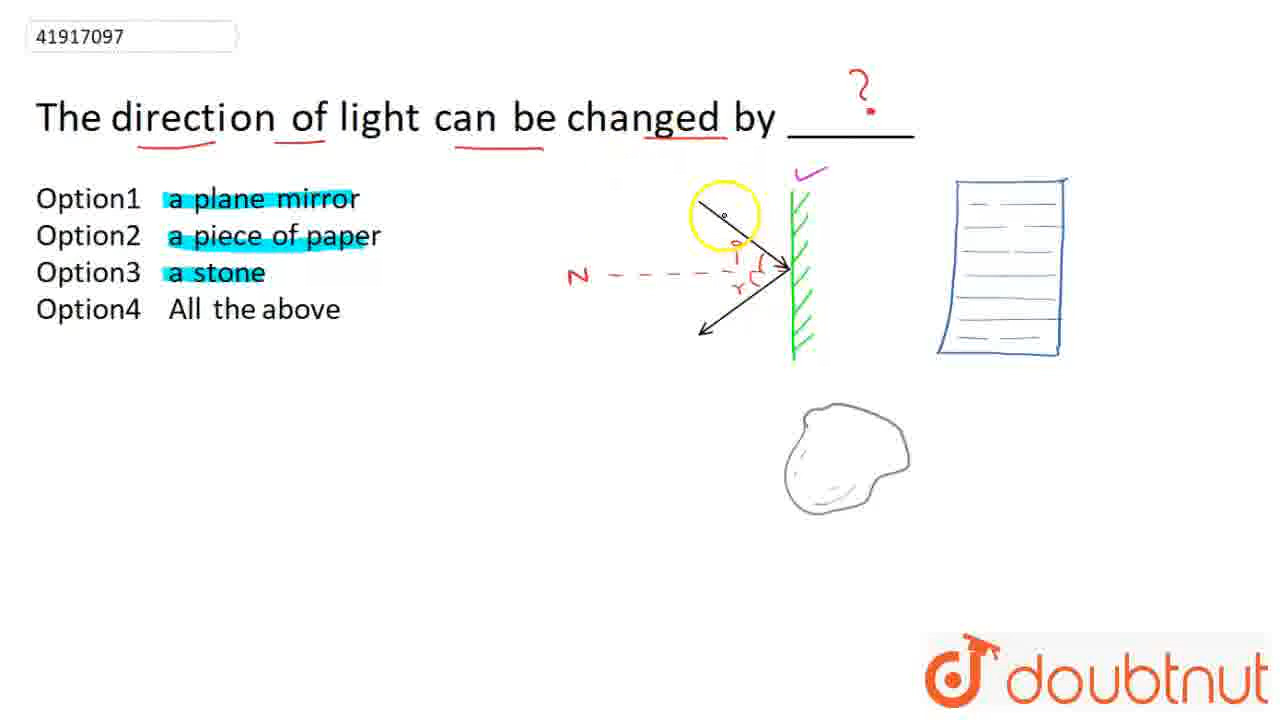 41917097
The direction of light can be changed by ______ ?
Option1 a plane mirror
Option2 a piece of paper
Option3 a stone
Option4 All the above
N
i
r
doubtnut